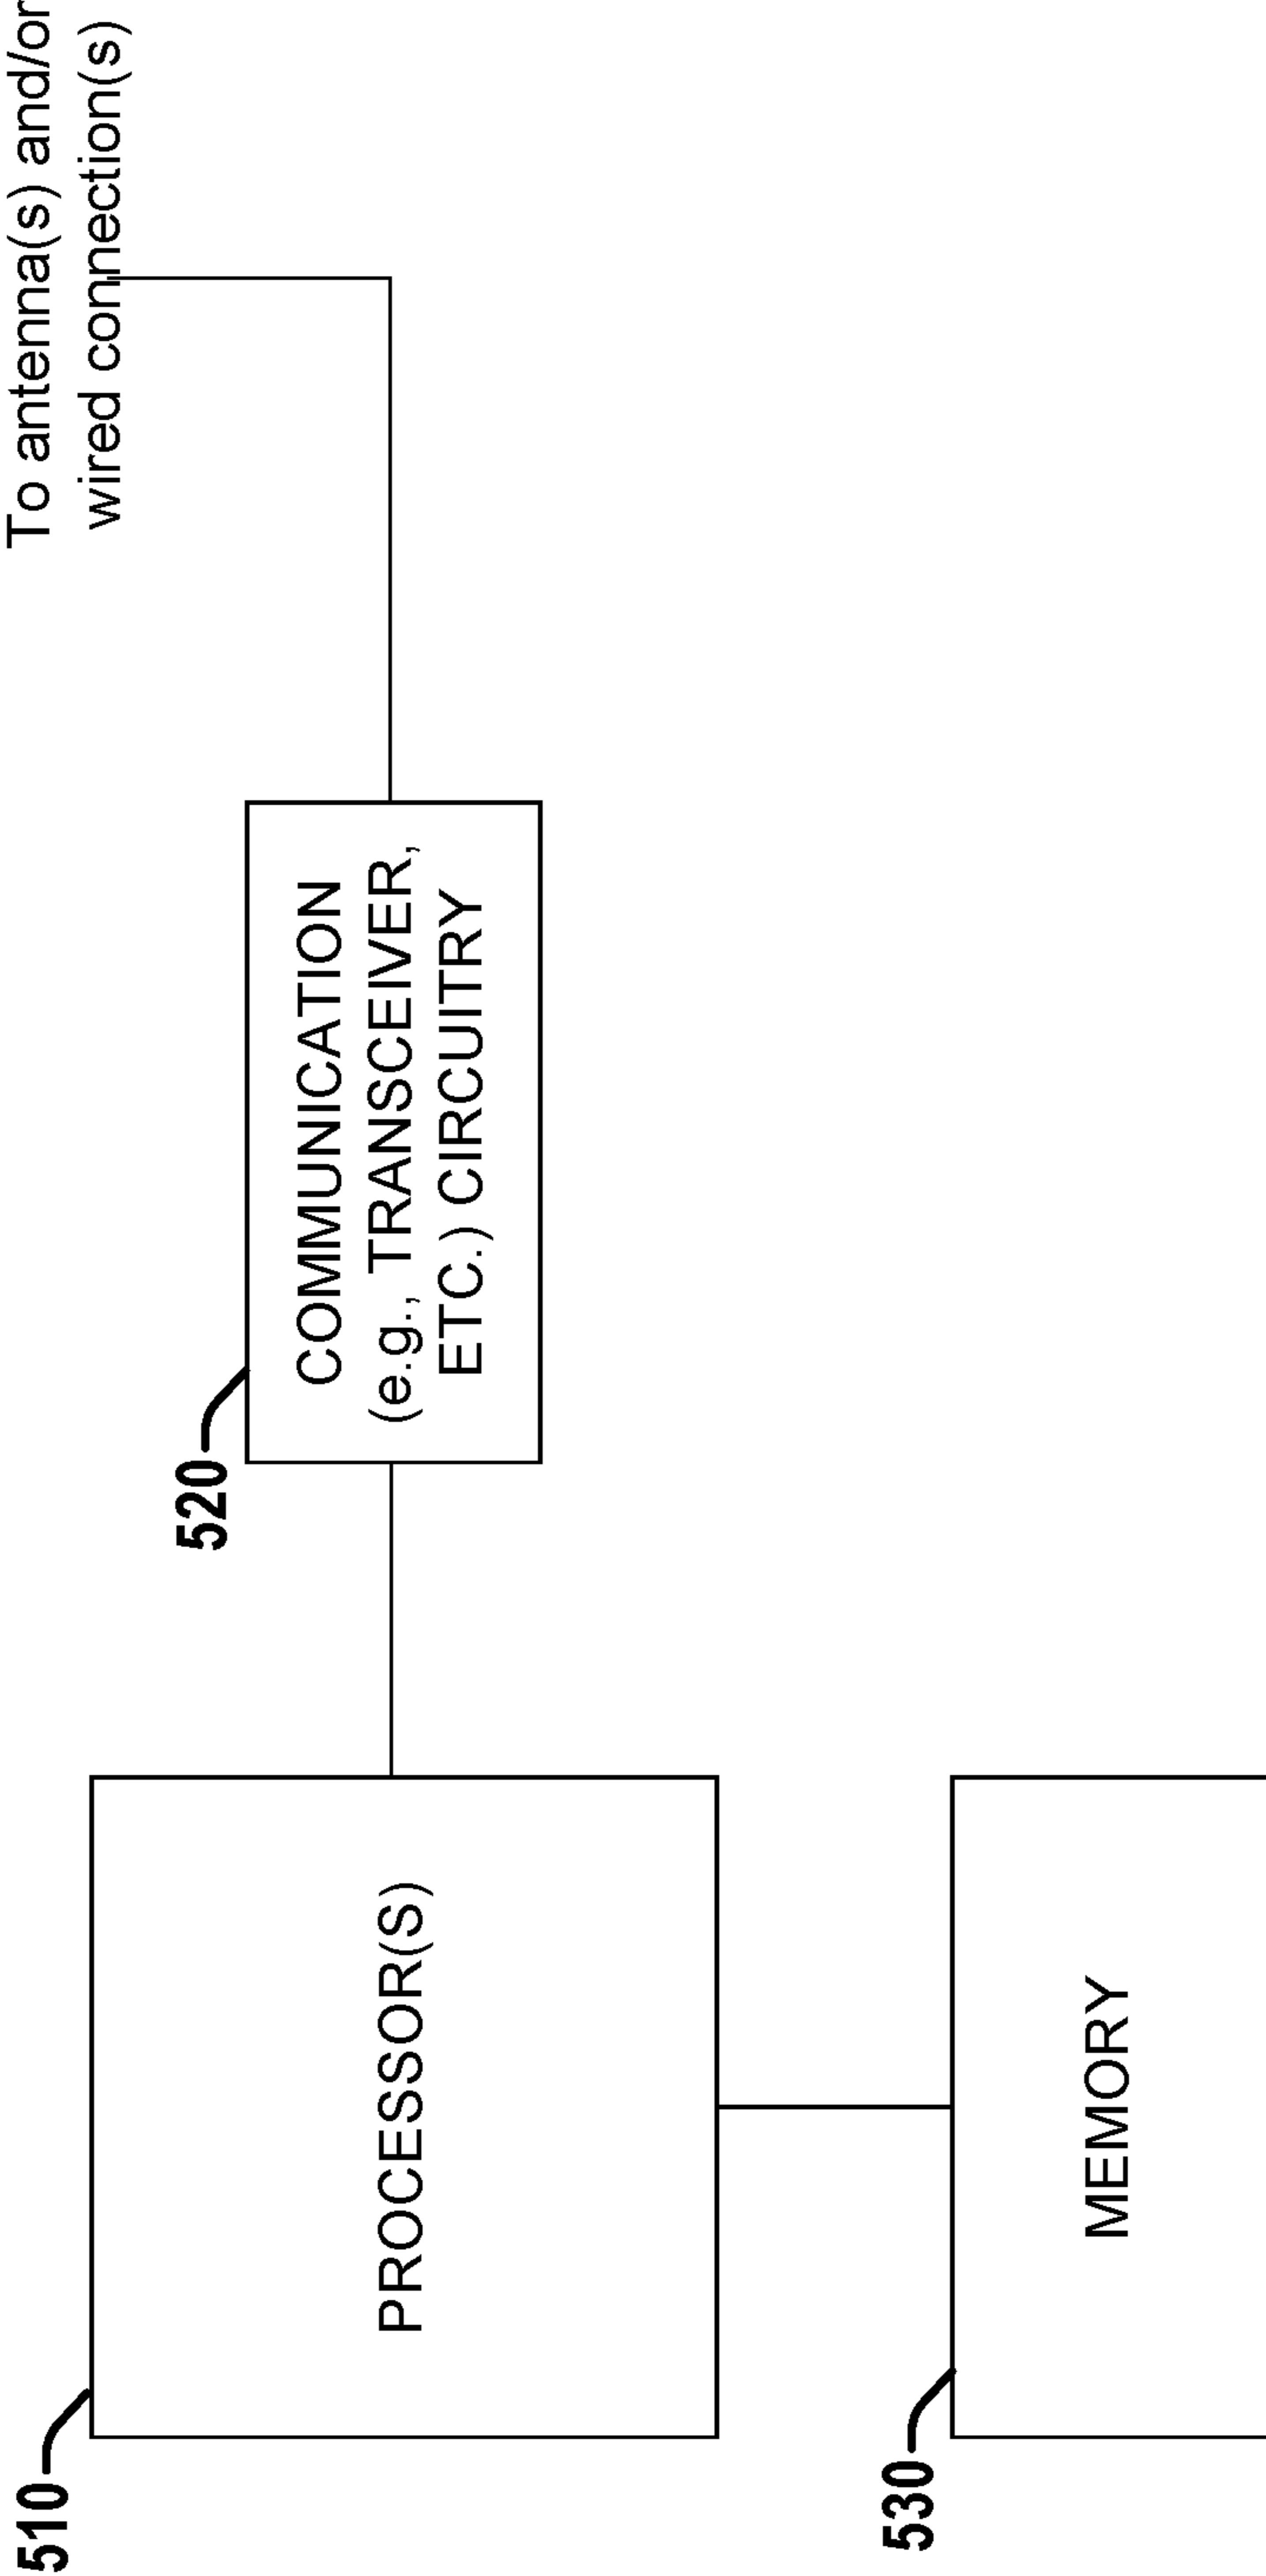 To antenna(s) and/or
wired connection(s)
520
COMMUNICATION
(e.g., TRANSCEIVER,
ETC.) CIRCUITRY
510
PROCESSOR(S)
530
MEMORY